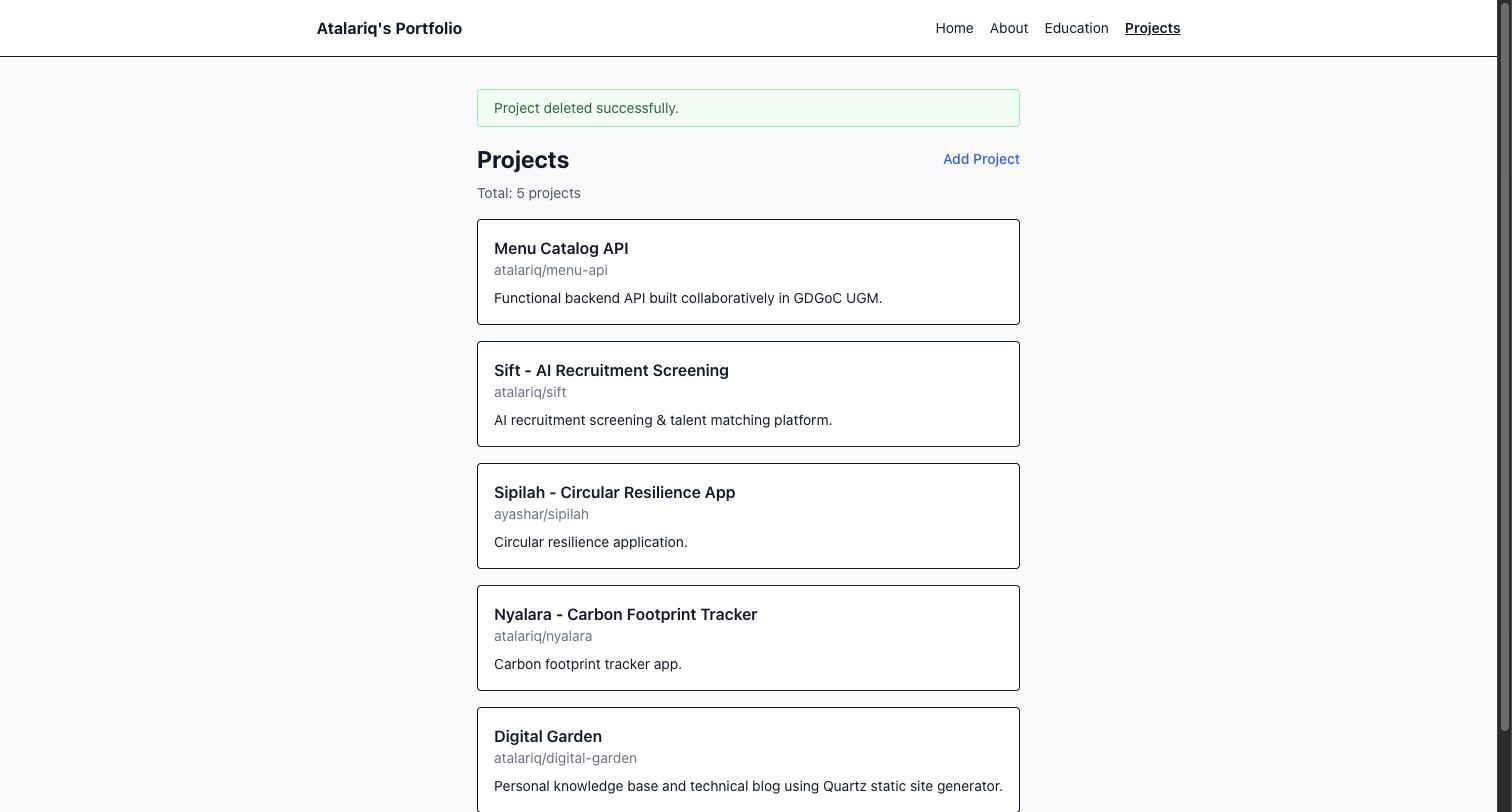 Atalariq's Portfolio
Home About Education Projects
Project deleted successfully.
Projects
Add Project
Total: 5 projects
Menu Catalog API
atalariq/menu-api
Functional backend API built collaboratively in GDGoC UGM.
Sift - AI Recruitment Screening
atalariq/sift
AI recruitment screening & talent matching platform.
Sipilah - Circular Resilience App
ayashar/sipilah
Circular resilience application.
Nyalara - Carbon Footprint Tracker
atalariq/nyalara
Carbon footprint tracker app.
Digital Garden
atalariq/digital-garden
Personal knowledge base and technical blog using Quartz static site generator.